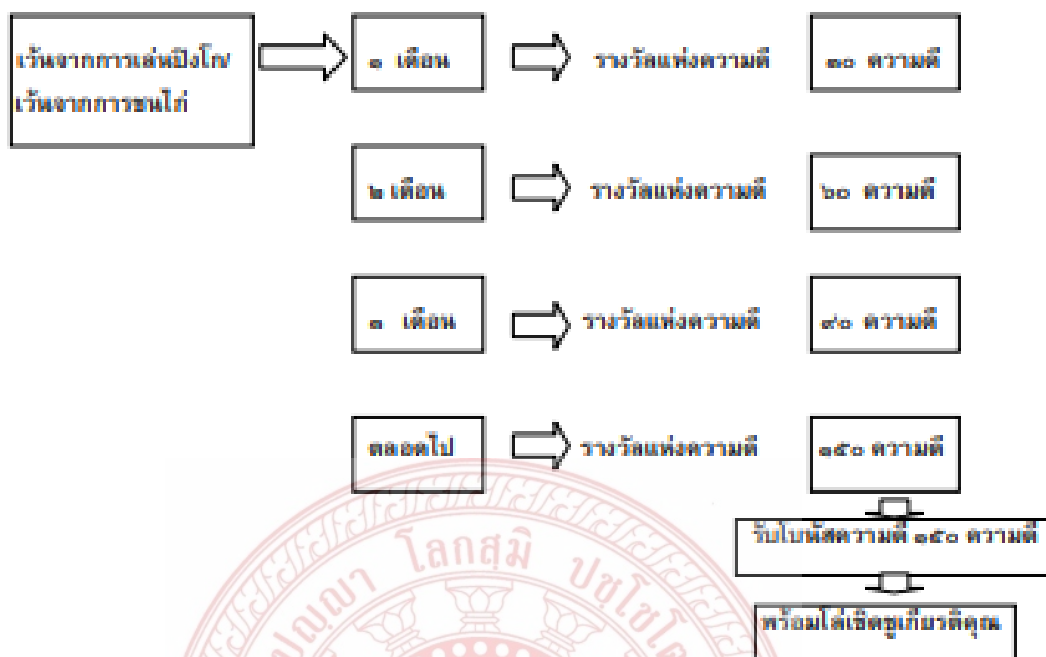 เว้นจากการเล่นปิงโก/
เว้นจากการชนไก่
๑ เดือน
รางวัลแห่งความดี
๓๐ ความดี
๒ เดือน
รางวัลแห่งความดี
๖๐ ความดี
๓ เดือน
รางวัลแห่งความดี
๙๐ ความดี
ตลอดไป
รางวัลแห่งความดี
๑๕๐ ความดี
รับโบนัสความดี ๑๕๐ ความดี
พร้อมโล่เชิดชูเกียรติคุณ
โลกสฺมิ ปชฺโชโต